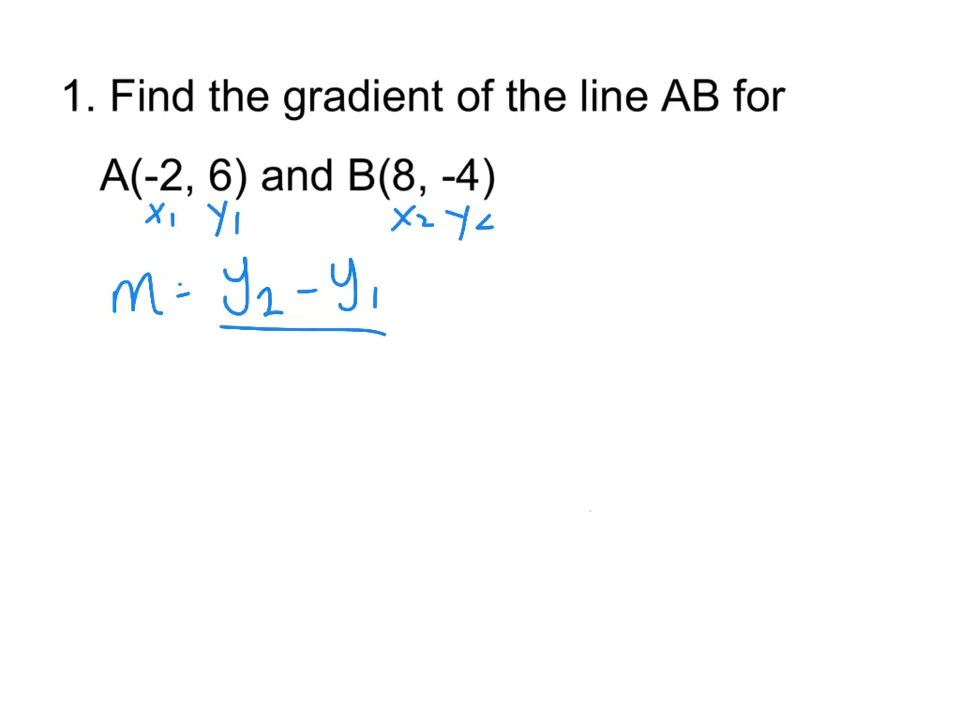 1. Find the gradient of the line AB for
A(-2, 6) and B(8, -4)
x₁ y₁ x₂ y₂
m = y₂ - y₁